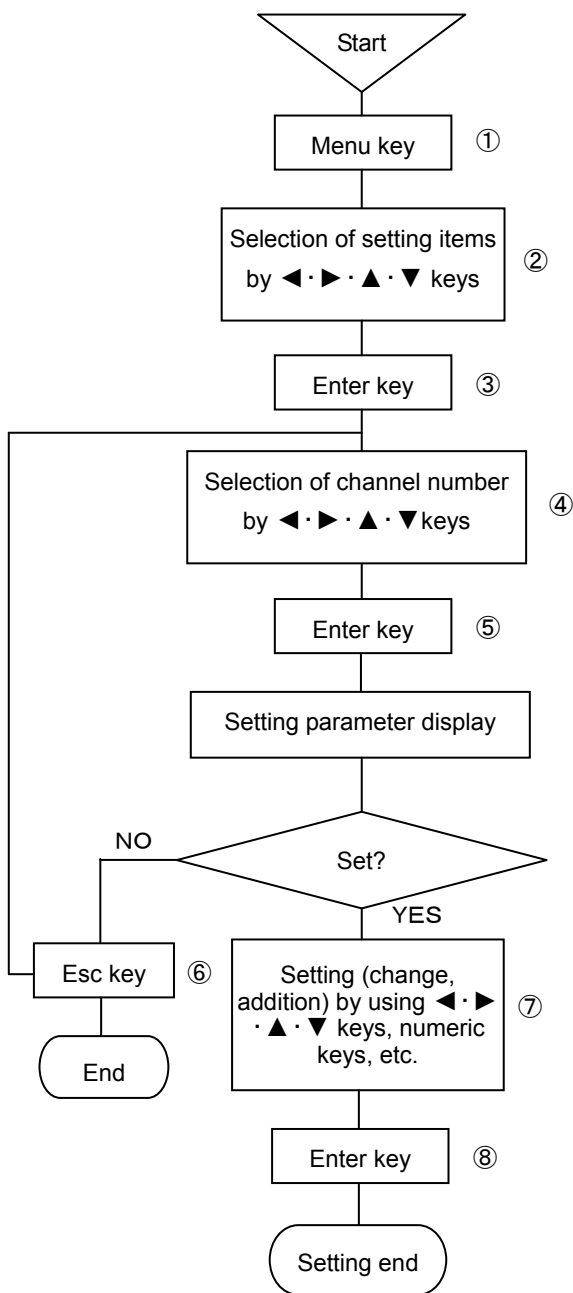 Start
Menu key ①
Selection of setting items
by ◀・▶・▲・▼ keys
②
Enter key ③
Selection of channel number
by ◀・▶・▲・▼keys
④
Enter key ⑤
Setting parameter display
NO
Set?
YES
Esc key ⑥
End
Setting (change,
addition) by using ◀・▶
・▲・▼ keys, numeric
keys, etc.
⑦
Enter key ⑧
Setting end